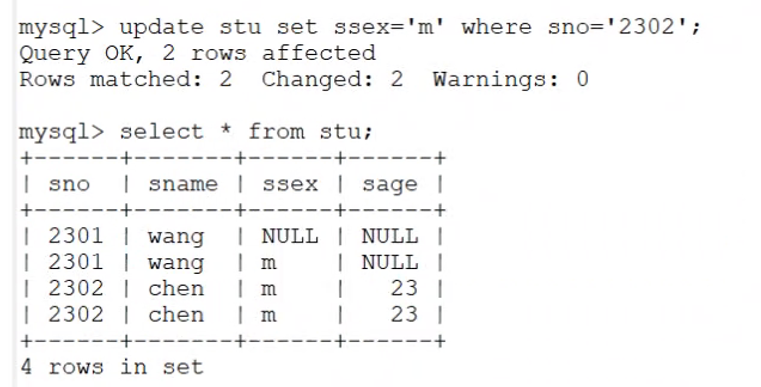 mysql> update stu set ssex='m' where sno='2302';
Query OK, 2 rows affected
Rows matched: 2  Changed: 2  Warnings: 0

mysql> select * from stu;
+------+-------+------+------+
| sno  | sname | ssex | sage |
+------+-------+------+------+
| 2301 | wang  | NULL | NULL |
| 2301 | wang  | m    | NULL |
| 2302 | chen  | m    |   23 |
| 2302 | chen  | m    |   23 |
+------+-------+------+------+
4 rows in set